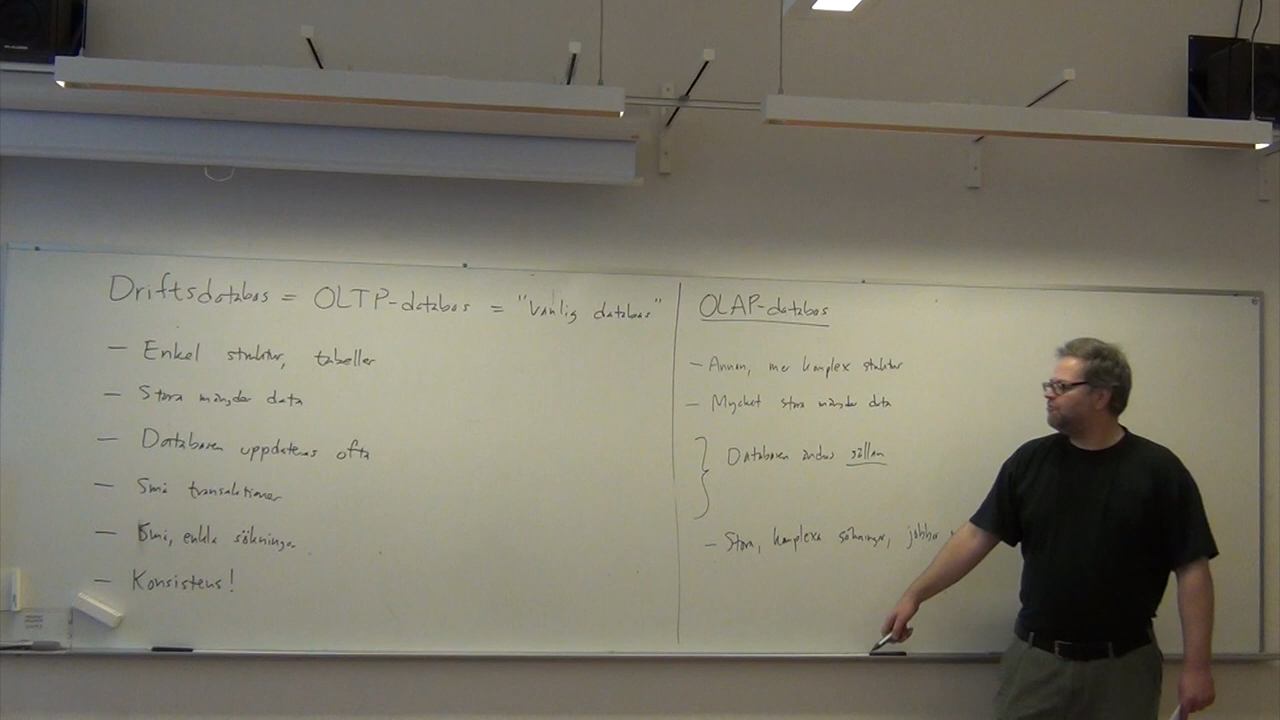 Driftsdatabas = OLTP-databas = "Vanlig databas"
— Enkel struktur, tabeller
— Stora mängder data
— Databasen uppdateras ofta
— Små transaktioner
— Små, enkla sökningar
— Konsistens!
OLAP-databas
— Annan, mer komplex struktur
— Mycket stora mängder data
Databasen ändras sällan
— Stora, komplexa sökningar, jobbar